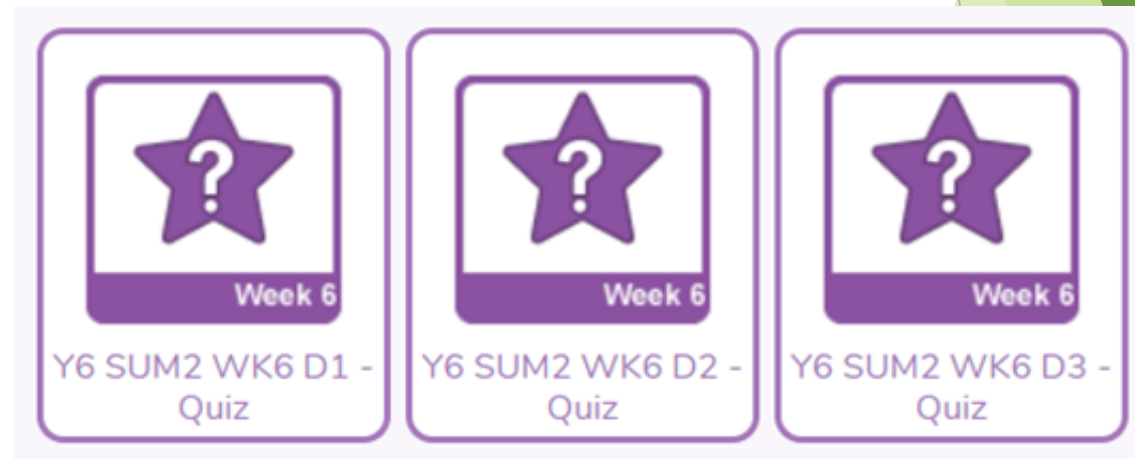 ?
Week 6
Y6 SUM2 WK6 D1 -
Quiz
?
Week 6
Y6 SUM2 WK6 D2 -
Quiz
?
Week 6
Y6 SUM2 WK6 D3 -
Quiz